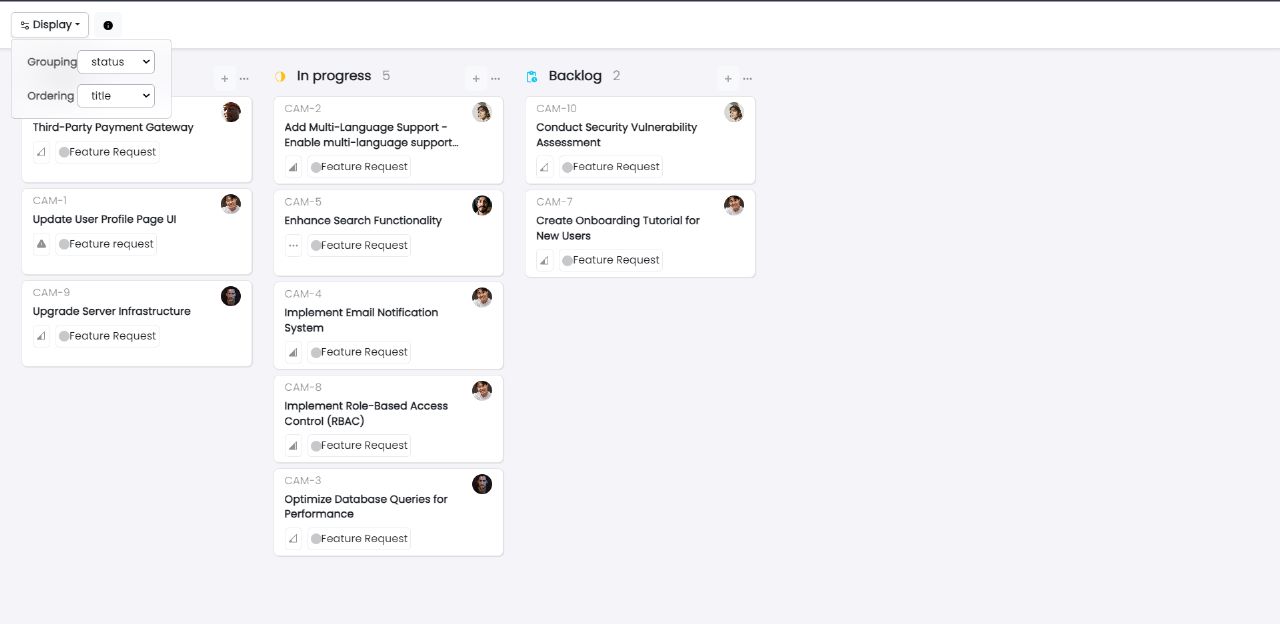 Display
Grouping status
Ordering title
Third-Party Payment Gateway
Feature Request
CAM-1
Update User Profile Page UI
Feature request
CAM-9
Upgrade Server Infrastructure
Feature Request
In progress 5
CAM-2
Add Multi-Language Support -
Enable multi-language support...
Feature Request
CAM-5
Enhance Search Functionality
Feature Request
CAM-4
Implement Email Notification
System
Feature Request
CAM-8
Implement Role-Based Access
Control (RBAC)
Feature Request
CAM-3
Optimize Database Queries for
Performance
Feature Request
Backlog 2
CAM-10
Conduct Security Vulnerability
Assessment
Feature Request
CAM-7
Create Onboarding Tutorial for
New Users
Feature Request